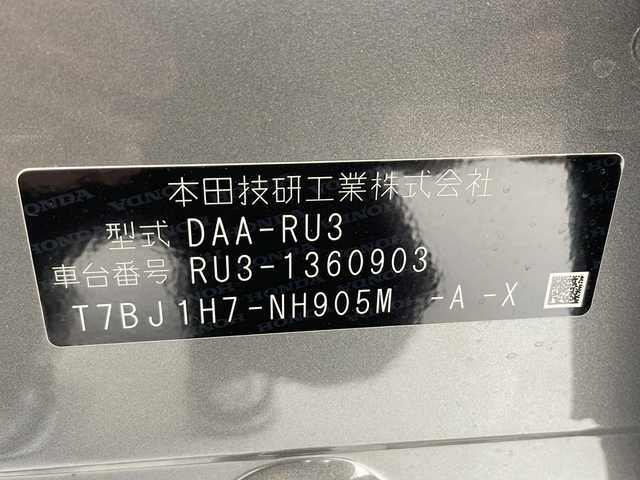 本田技研工業株式会社
型式 DAA-RU3
車台番号 RU3-1360903
T7BJ1H7-NH905M -A -X